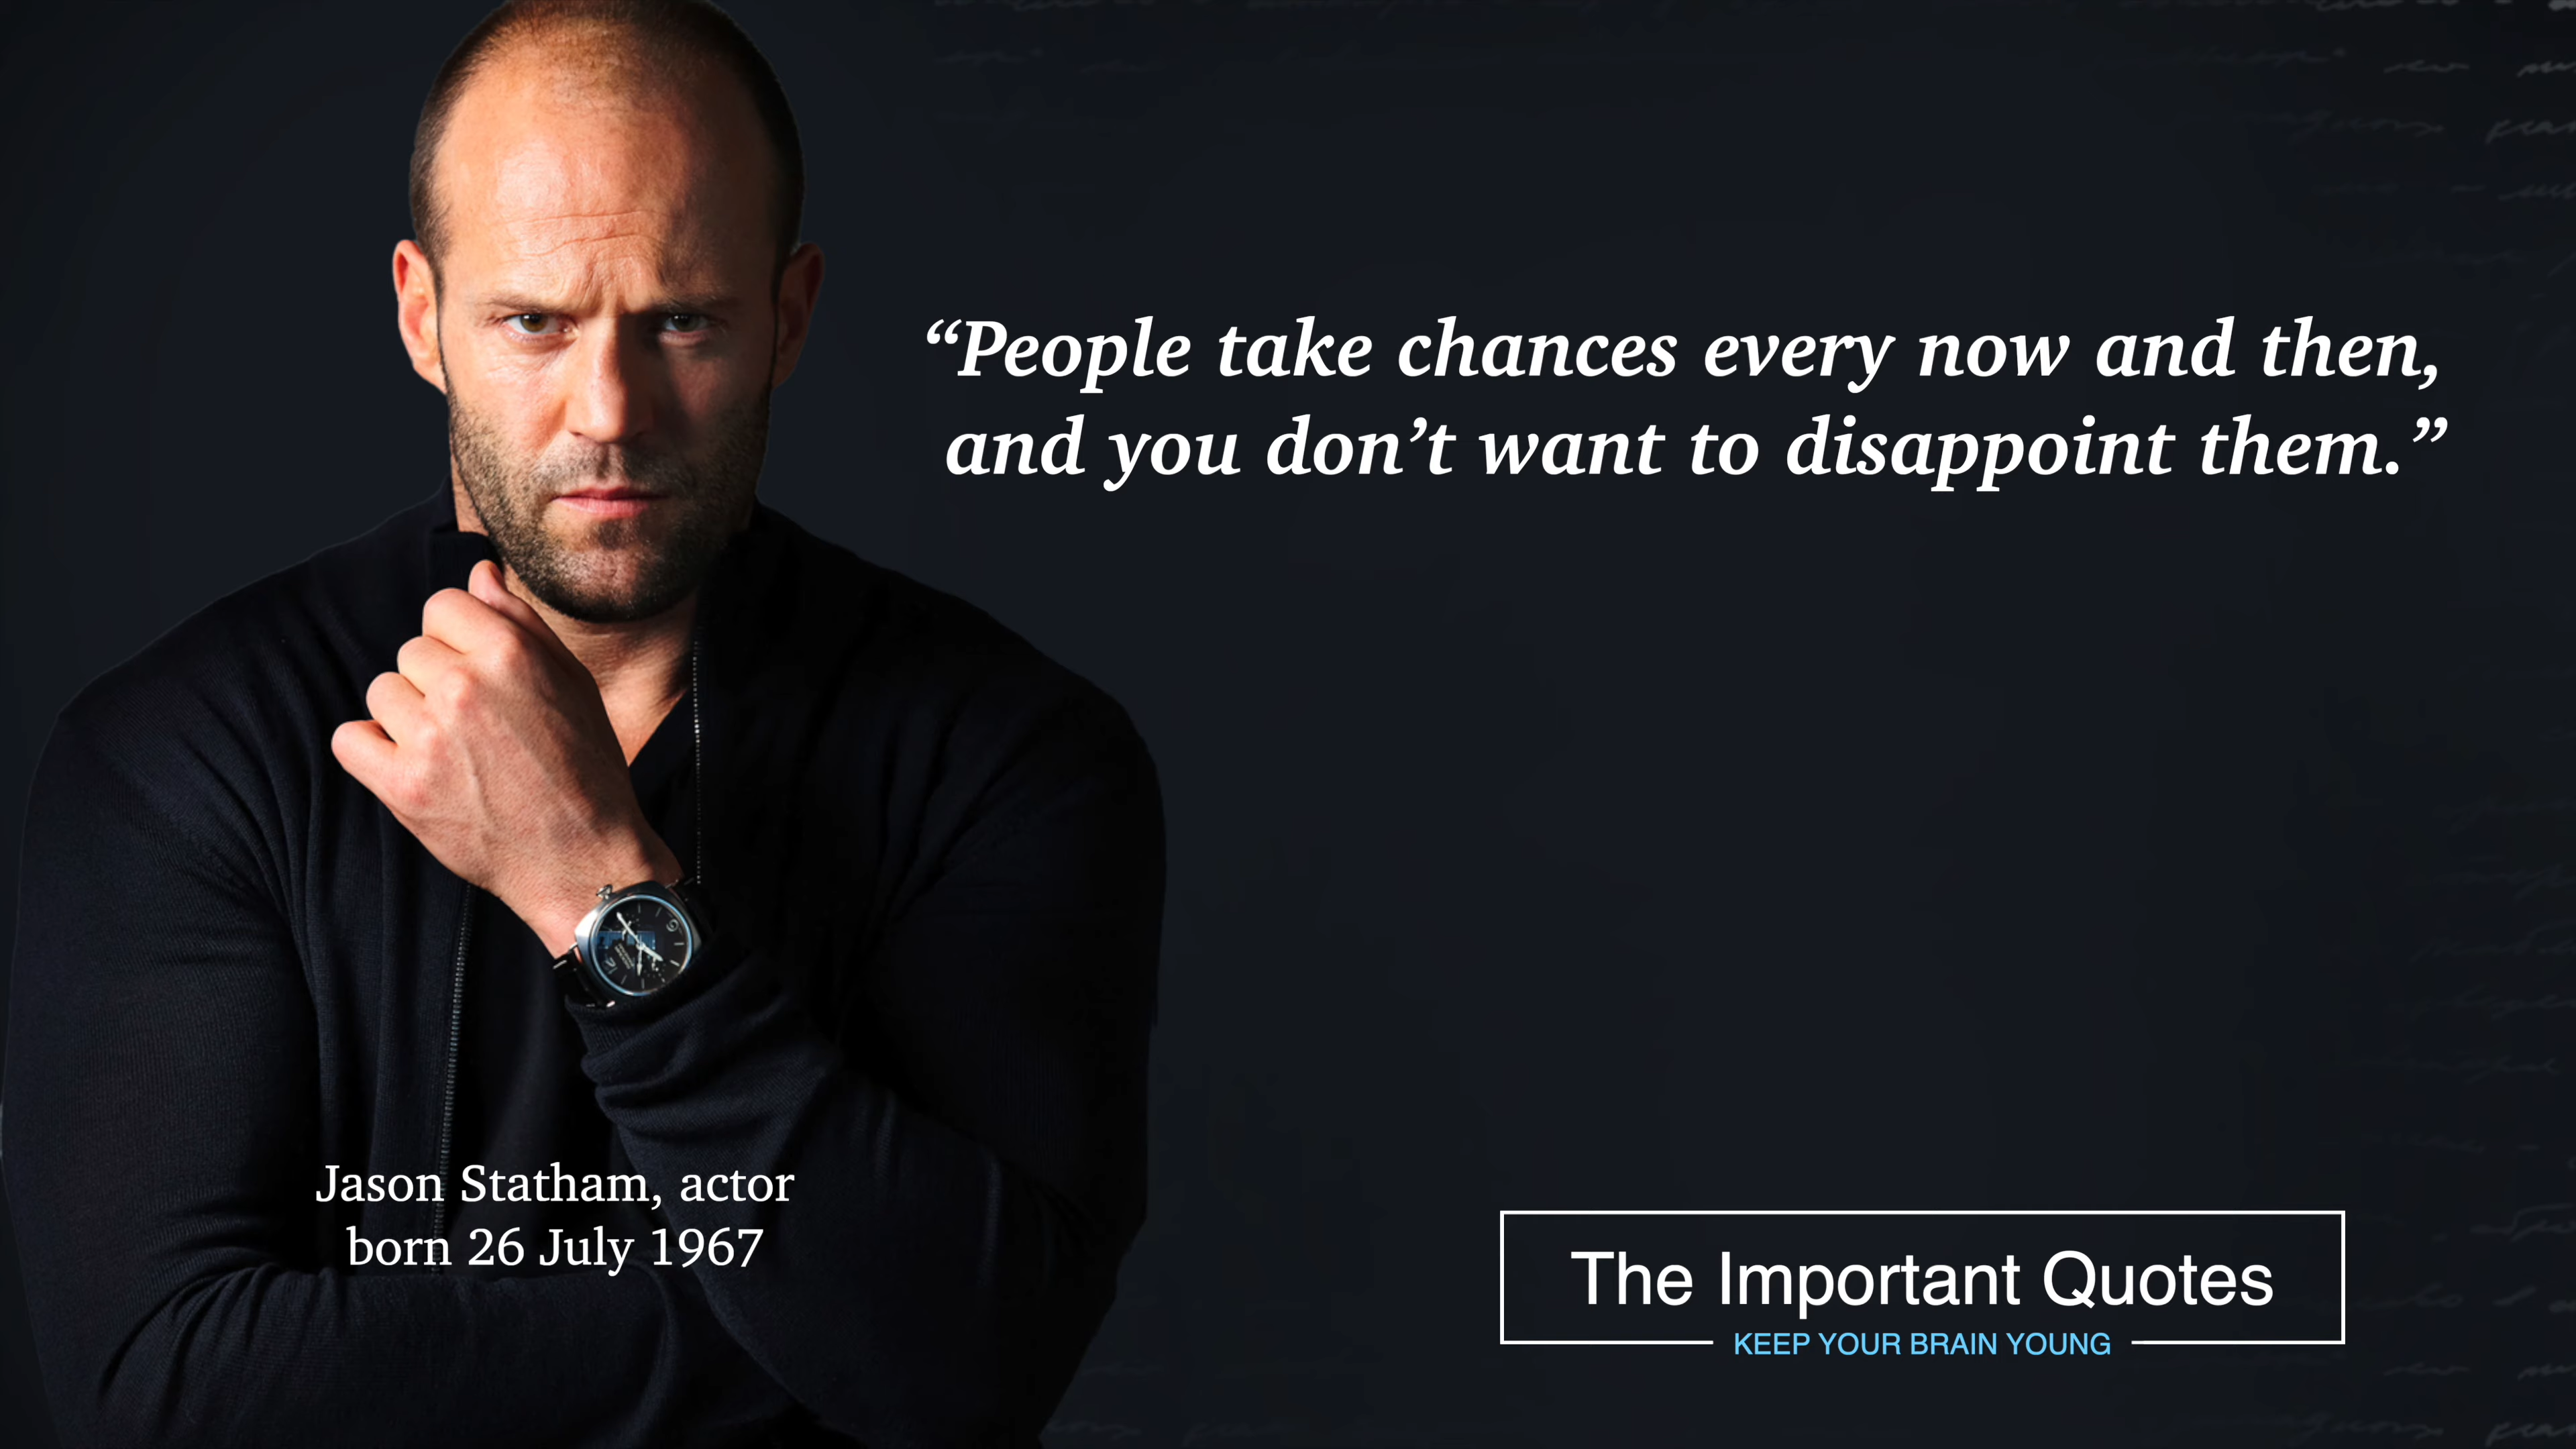 “People take chances every now and then,
and you don’t want to disappoint them.”
Jason Statham, actor
born 26 July 1967
The Important Quotes
KEEP YOUR BRAIN YOUNG